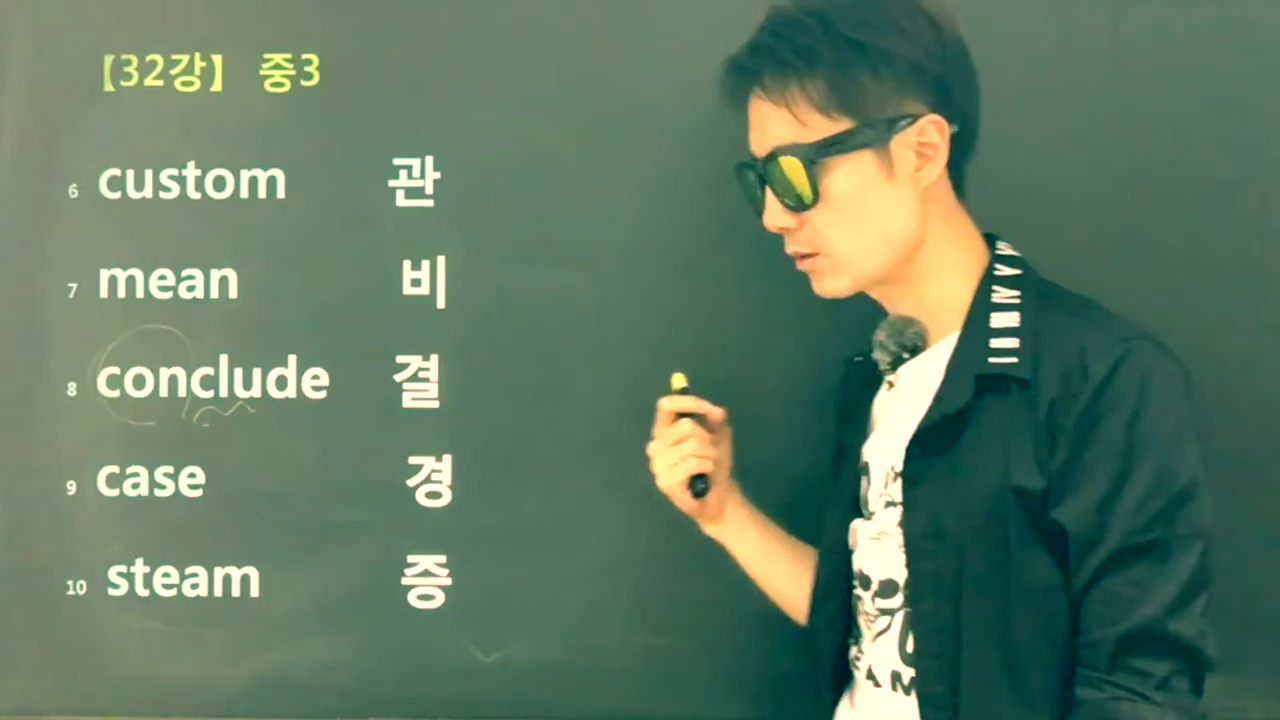 【32강】 중3
6 custom 관
7 mean 비
8 conclude 결
9 case 경
10 steam 증